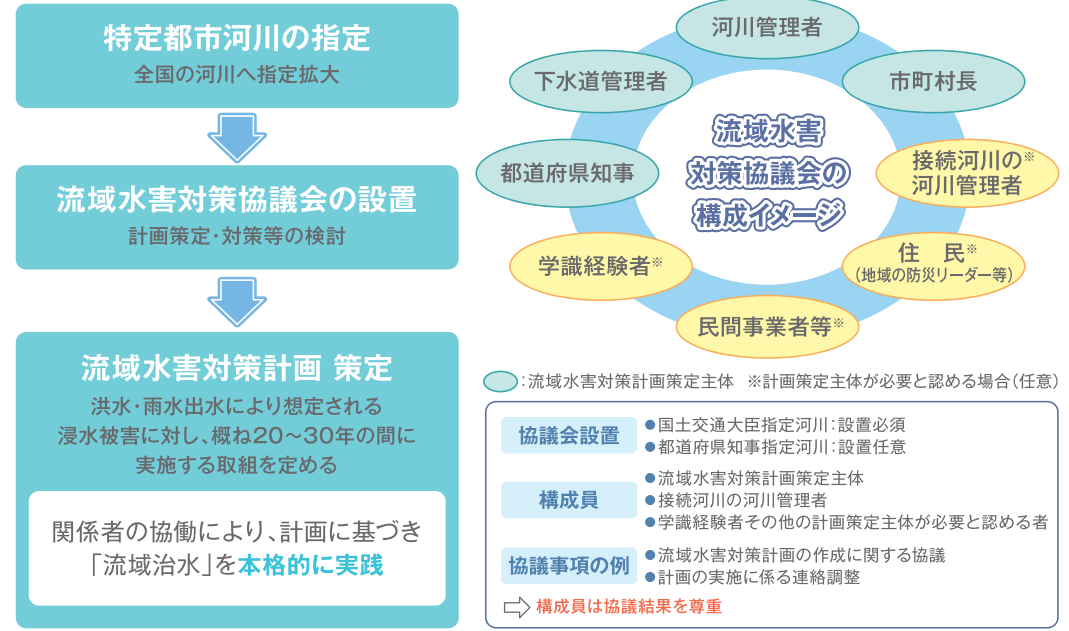 特定都市河川の指定
全国の河川へ指定拡大
流域水害対策協議会の設置
計画策定・対策等の検討
流域水害対策計画 策定
洪水・雨水出水により想定される
浸水被害に対し、概ね20〜30年の間に
実施する取組を定める
関係者の協働により、計画に基づき
「流域治水」を本格的に実践
河川管理者
下水道管理者
市町村長
都道府県知事
接続河川の※
河川管理者
学識経験者※
住　民※
(地域の防災リーダー等)
民間事業者等※
流域水害
対策協議会の
構成イメージ
：流域水害対策計画策定主体　※計画策定主体が必要と認める場合（任意）
協議会設置
●国土交通大臣指定河川：設置必須
●都道府県知事指定河川：設置任意
構成員
●流域水害対策計画策定主体
●接続河川の河川管理者
●学識経験者その他の計画策定主体が必要と認める者
協議事項の例
●流域水害対策計画の作成に関する協議
●計画の実施に係る連絡調整
構成員は協議結果を尊重